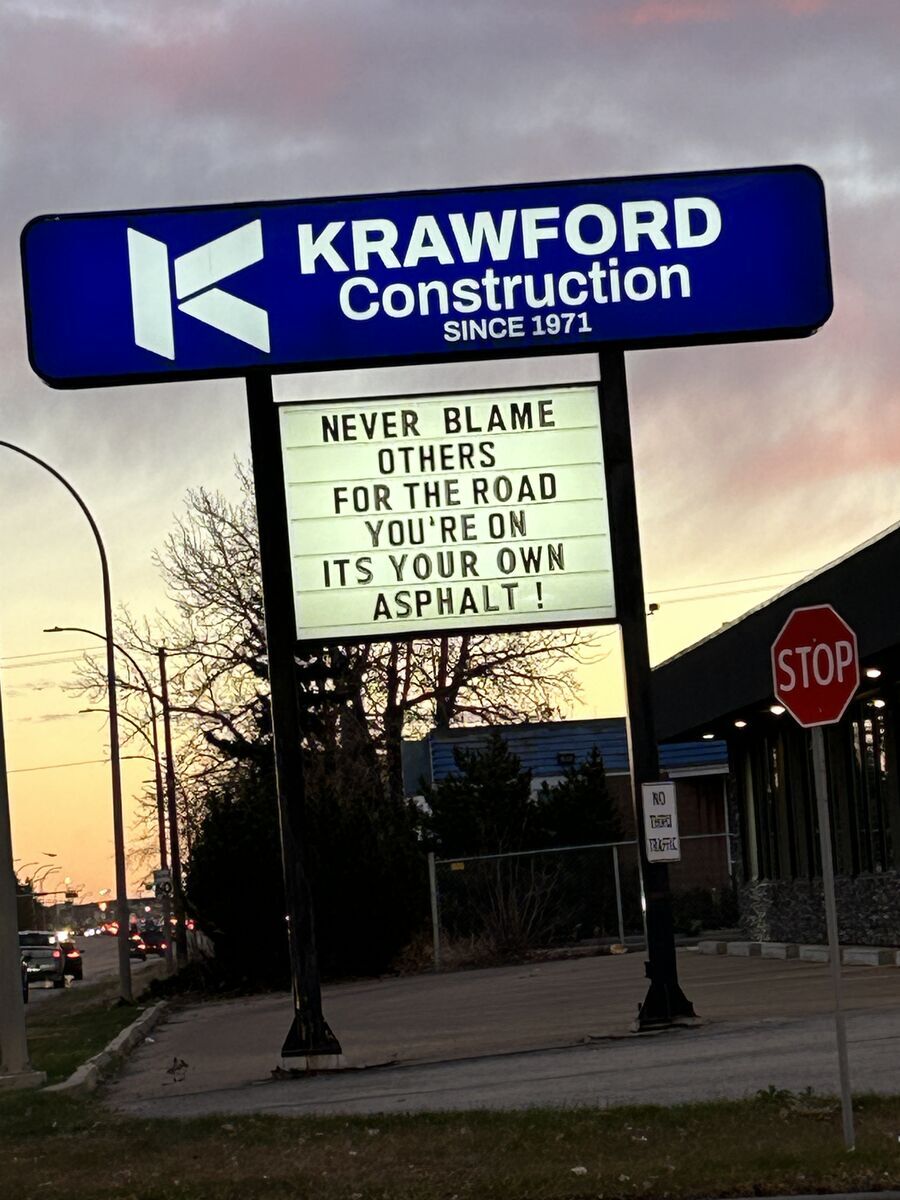 KRAWFORD
Construction
SINCE 1971
NEVER BLAME
OTHERS
FOR THE ROAD
YOU'RE ON
ITS YOUR OWN
ASPHALT !
STOP
NO
THRU
TRAFFIC